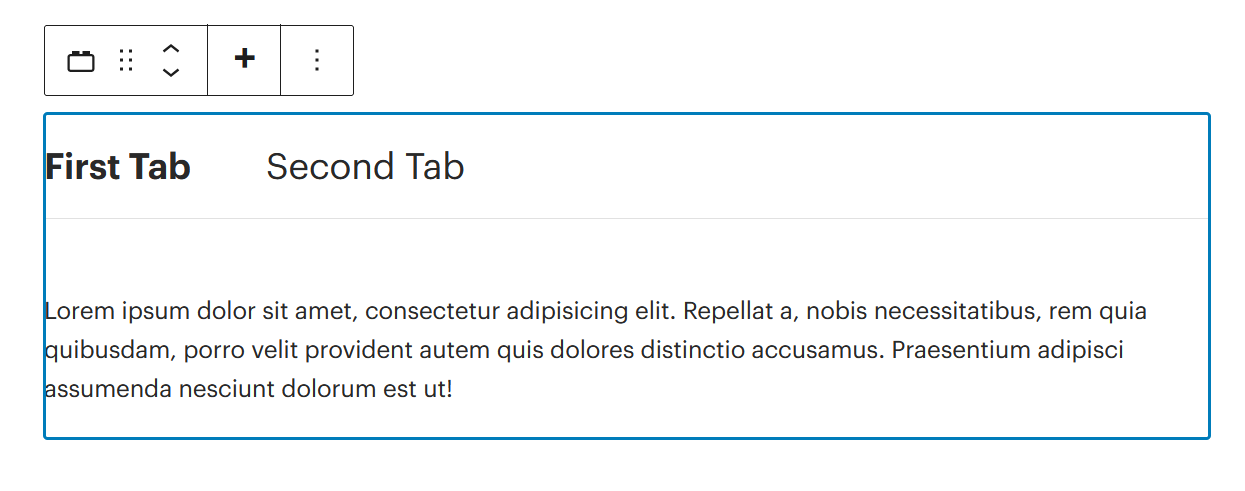 First Tab Second Tab
Lorem ipsum dolor sit amet, consectetur adipisicing elit. Repellat a, nobis necessitatibus, rem quia
quibusdam, porro velit provident autem quis dolores distinctio accusamus. Praesentium adipisci
assumenda nesciunt dolorum est ut!